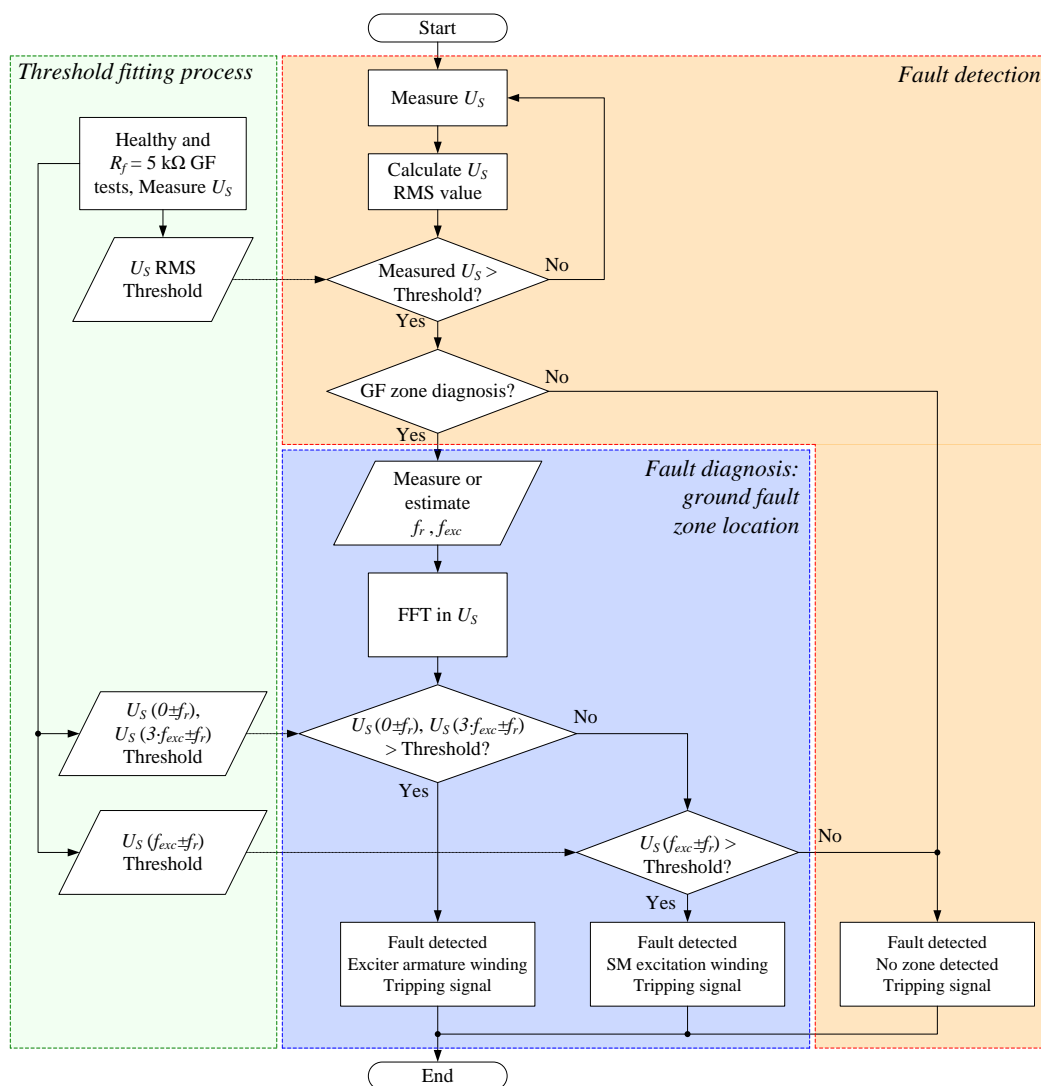 Start
Threshold fitting process
Fault detection
Measure U_S
Healthy and
R_f = 5 kΩ GF
tests, Measure U_S
Calculate U_S
RMS value
U_S RMS
Threshold
Measured U_S >
Threshold?
No
Yes
GF zone diagnosis?
No
Yes
Fault diagnosis:
ground fault
zone location
Measure or
estimate
f_r , f_exc
FFT in U_S
U_S (0±f_r),
U_S (3·f_exc±f_r)
Threshold
U_S (0±f_r), U_S (3·f_exc±f_r)
> Threshold?
No
Yes
U_S (f_exc±f_r)
Threshold
U_S (f_exc±f_r) >
Threshold?
No
Yes
Fault detected
Exciter armature winding
Tripping signal
Fault detected
SM excitation winding
Tripping signal
Fault detected
No zone detected
Tripping signal
End